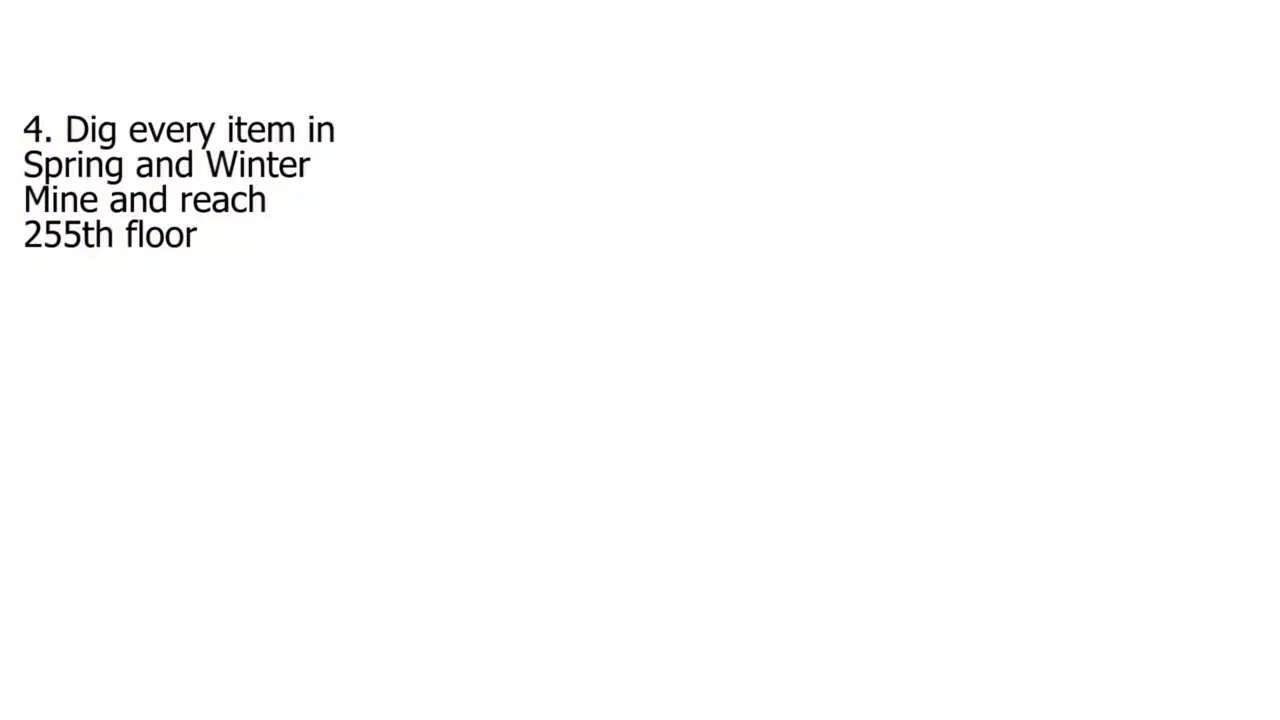 4. Dig every item in
Spring and Winter
Mine and reach
255th floor